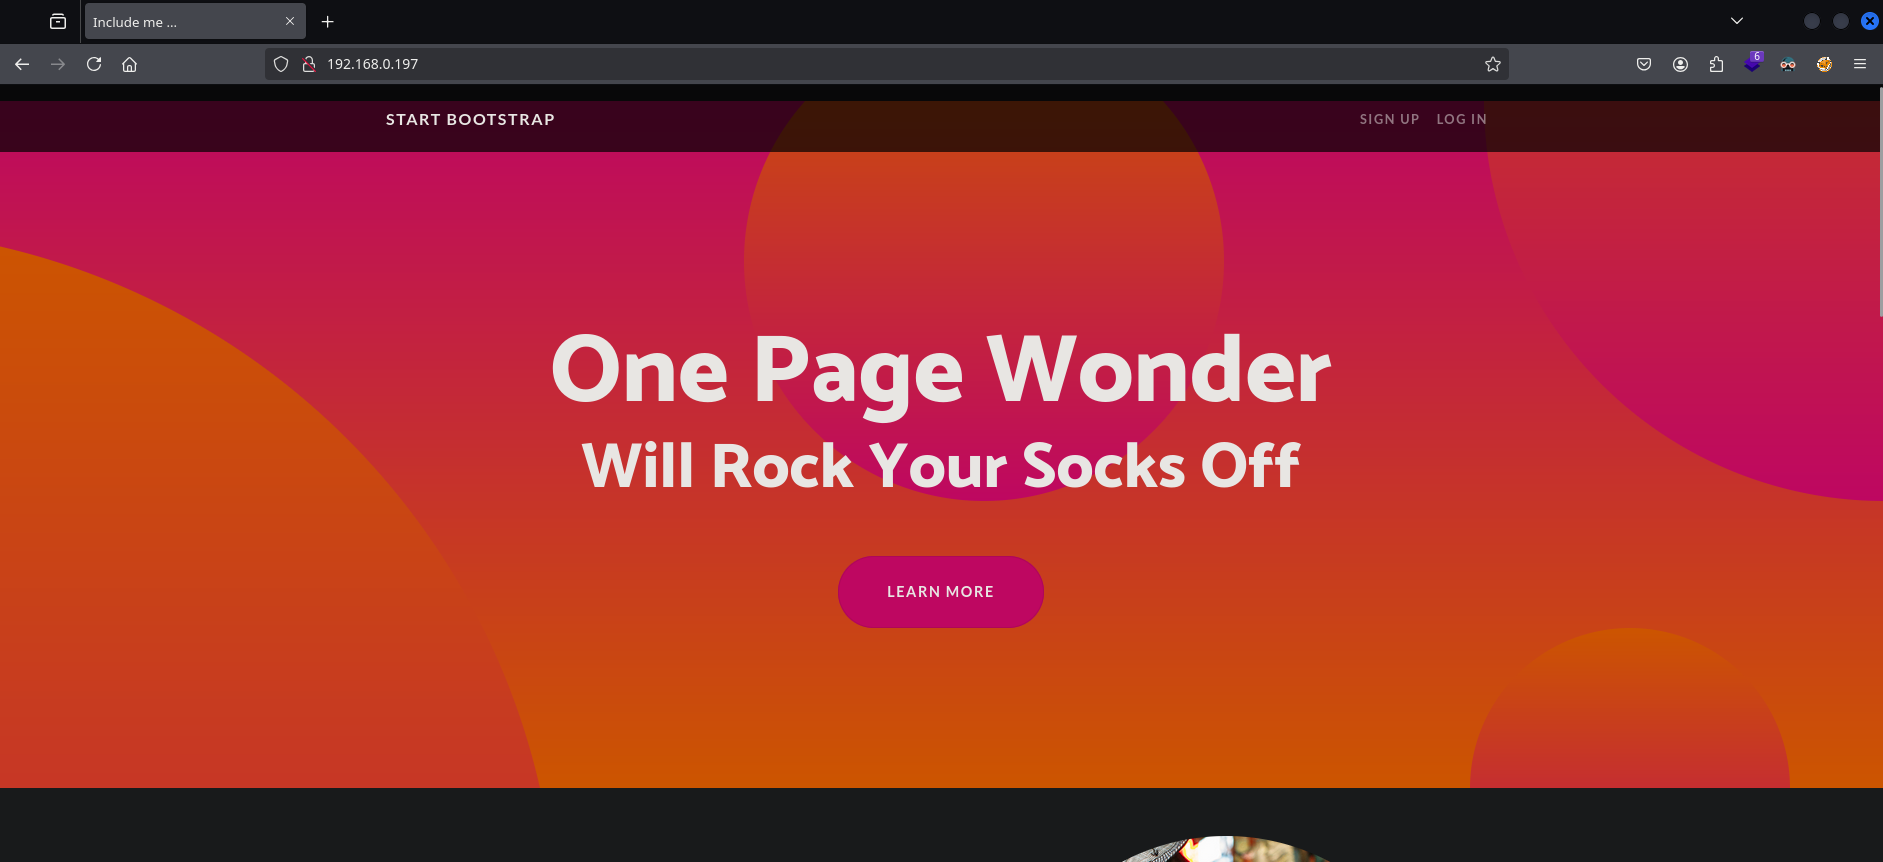 Include me ...
192.168.0.197
6
START BOOTSTRAP
SIGN UP LOG IN
One Page Wonder
Will Rock Your Socks Off
LEARN MORE